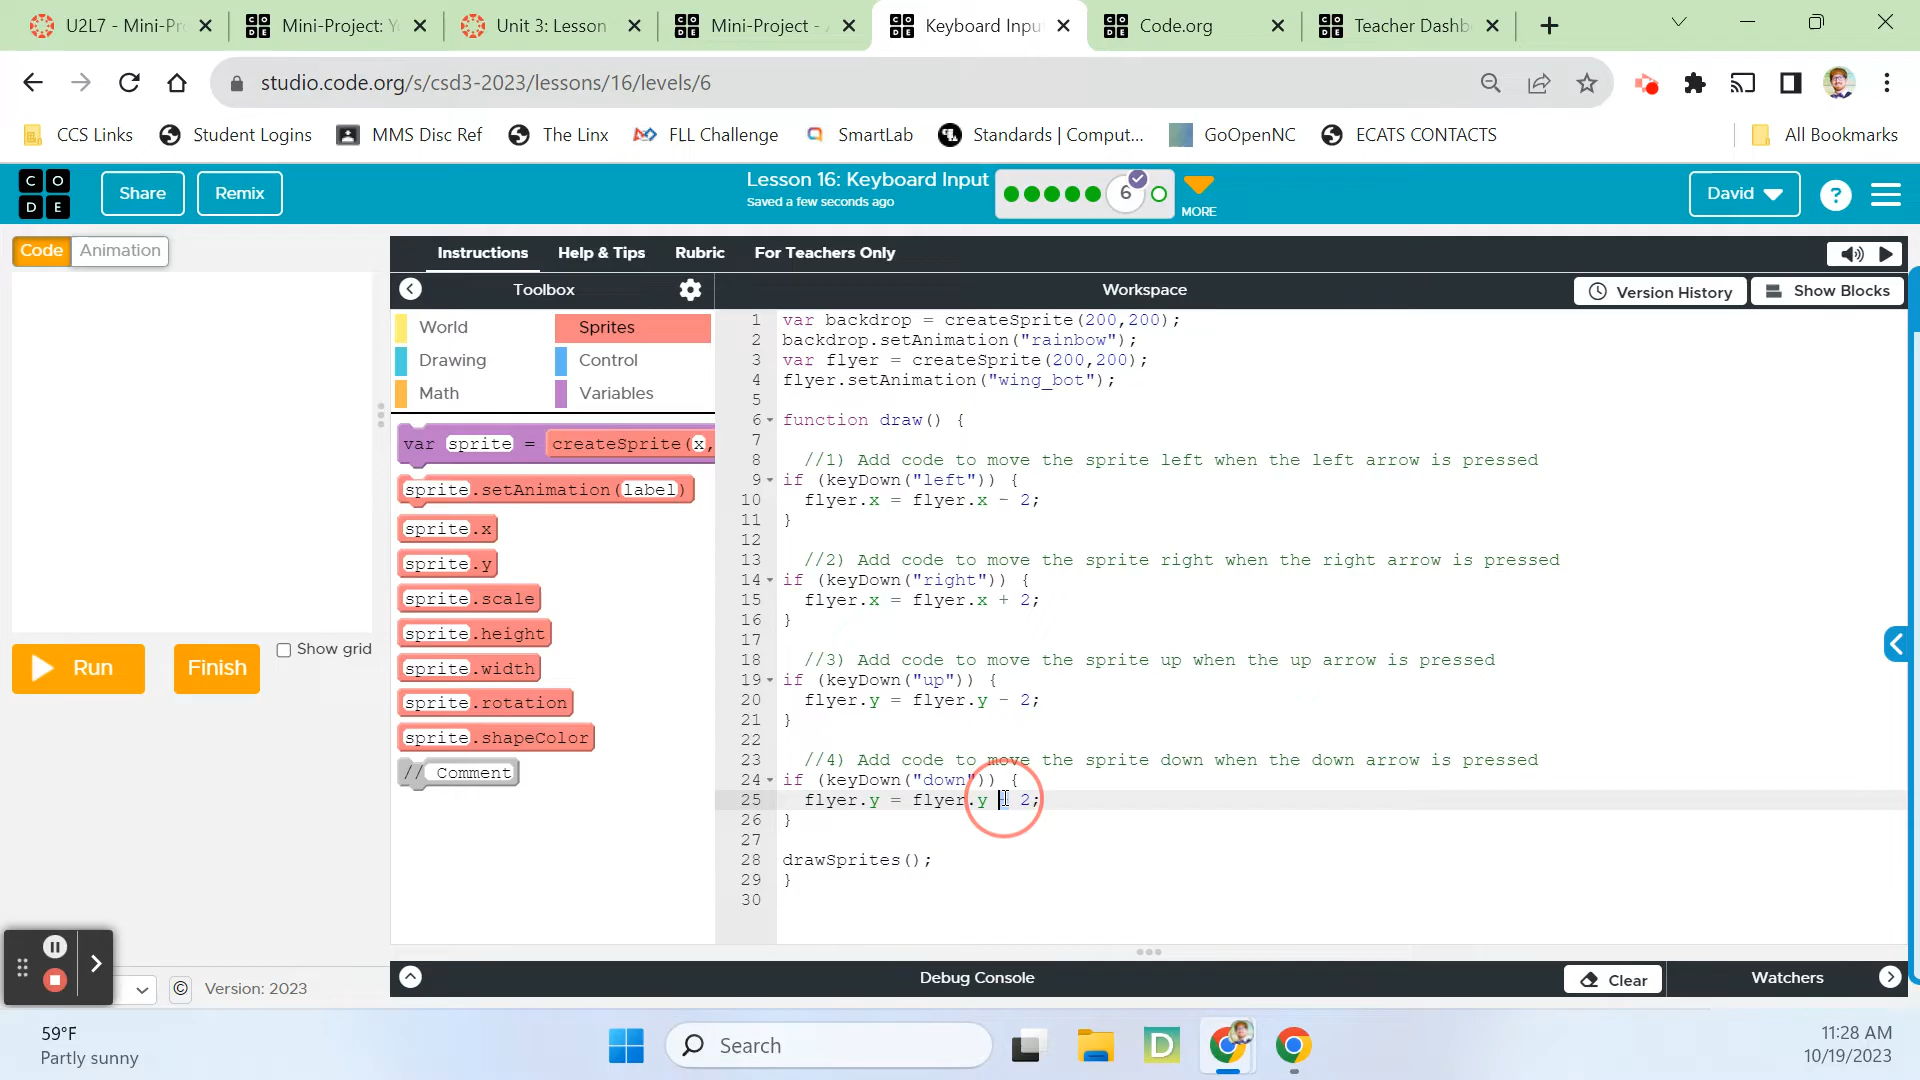 U2L7 - Mini-Pr
Mini-Project: Y
Unit 3: Lesson
Mini-Project - A
Keyboard Inpu
Code.org
Teacher Dashb
studio.code.org/s/csd3-2023/lessons/16/levels/6
CCS Links
Student Logins
MMS Disc Ref
The Linx
FLL Challenge
SmartLab
Standards | Comput...
GoOpenNC
ECATS CONTACTS
All Bookmarks
C O
D E
Share
Remix
Lesson 16: Keyboard Input
Saved a few seconds ago
6
MORE
David
?
Code
Animation
Instructions
Help & Tips
Rubric
For Teachers Only
Toolbox
Workspace
Version History
Show Blocks
World
Sprites
Drawing
Control
Math
Variables
var sprite = createSprite(x,
sprite.setAnimation(label)
sprite.x
sprite.y
sprite.scale
sprite.height
sprite.width
sprite.rotation
sprite.shapeColor
// Comment
1 var backdrop = createSprite(200,200);
2 backdrop.setAnimation("rainbow");
3 var flyer = createSprite(200,200);
4 flyer.setAnimation("wing_bot");
5
6 function draw() {
7
8 //1) Add code to move the sprite left when the left arrow is pressed
9 if (keyDown("left")) {
10 flyer.x = flyer.x - 2;
11 }
12
13 //2) Add code to move the sprite right when the right arrow is pressed
14 if (keyDown("right")) {
15 flyer.x = flyer.x + 2;
16 }
17
18 //3) Add code to move the sprite up when the up arrow is pressed
19 if (keyDown("up")) {
20 flyer.y = flyer.y - 2;
21 }
22
23 //4) Add code to move the sprite down when the down arrow is pressed
24 if (keyDown("down")) {
25 flyer.y = flyer.y 2;
26 }
27
28 drawSprites();
29 }
30
Run
Finish
Show grid
Debug Console
Clear
Watchers
© Version: 2023
59°F
Partly sunny
Search
D
11:28 AM
10/19/2023